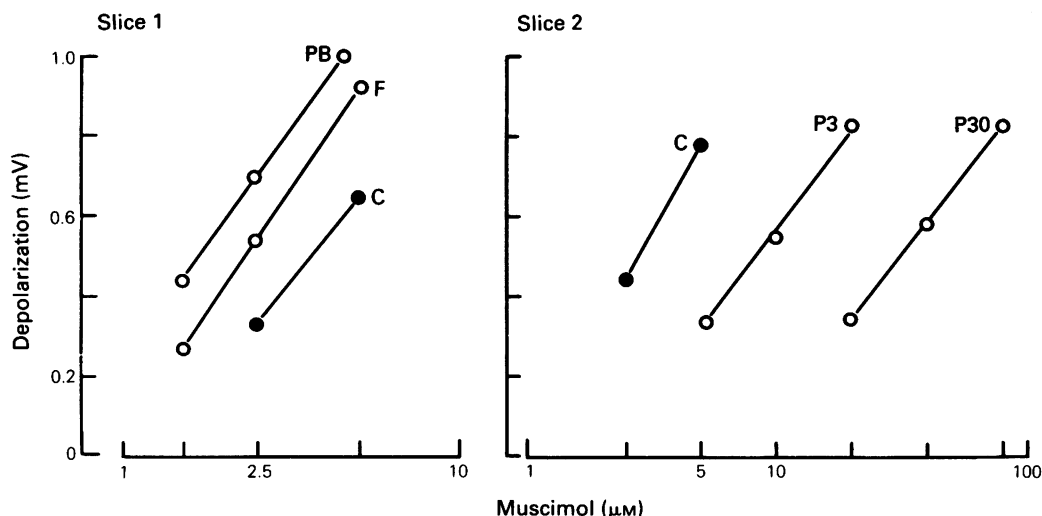 Slice 1
Slice 2
Depolarization (mV)
1.0
0.6
0.2
0
PB
F
C
C
P3
P30
1
2.5
10
1
5
10
100
Muscimol (μM)